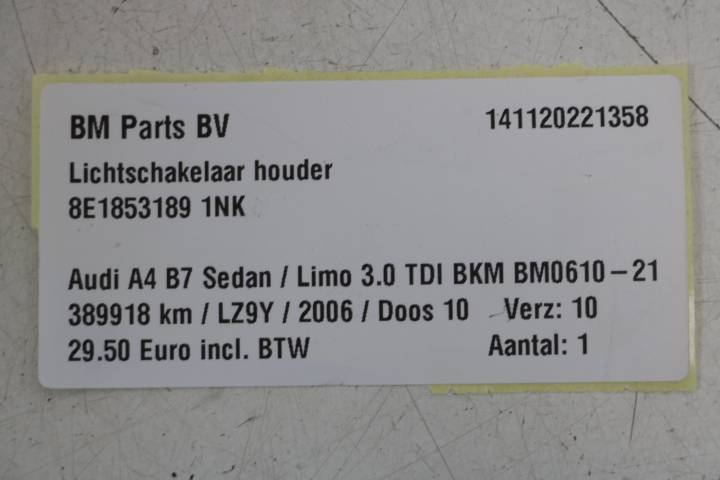 BM Parts BV 141120221358
Lichtschakelaar houder
8E1853189 1NK
Audi A4 B7 Sedan / Limo 3.0 TDI BKM BM0610-21
389918 km / LZ9Y / 2006 / Doos 10 Verz: 10
29.50 Euro incl. BTW Aantal: 1